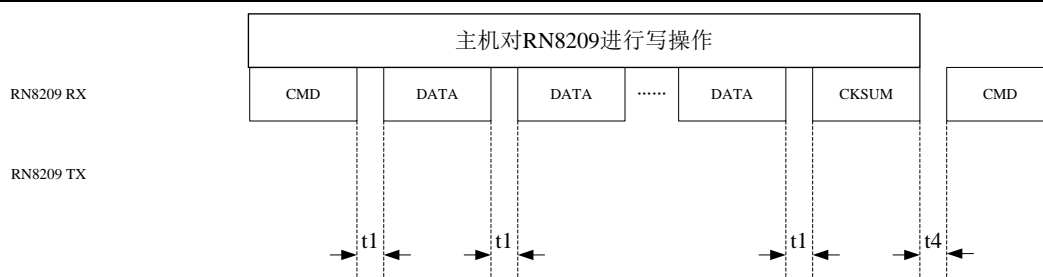 主机对RN8209进行写操作
RN8209 RX CMD DATA DATA ...... DATA CKSUM CMD
RN8209 TX
t1 t1 t1 t4